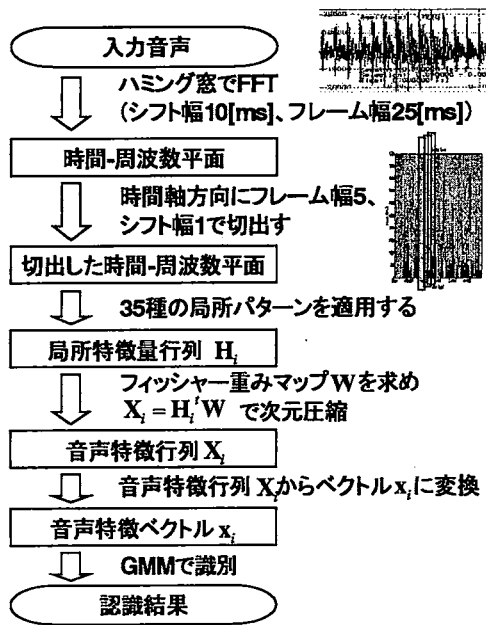 入力音声
ハミング窓でFFT
(シフト幅10[ms]、フレーム幅25[ms])
時間-周波数平面
時間軸方向にフレーム幅5、
シフト幅1で切出す
切出した時間-周波数平面
35種の局所パターンを適用する
局所特徴量行列 H_i
フィッシャー重みマップWを求め
X_i = H_i^t W で次元圧縮
音声特徴行列 X_i
音声特徴行列 X_iからベクトルx_iに変換
音声特徴ベクトル x_i
GMMで識別
認識結果